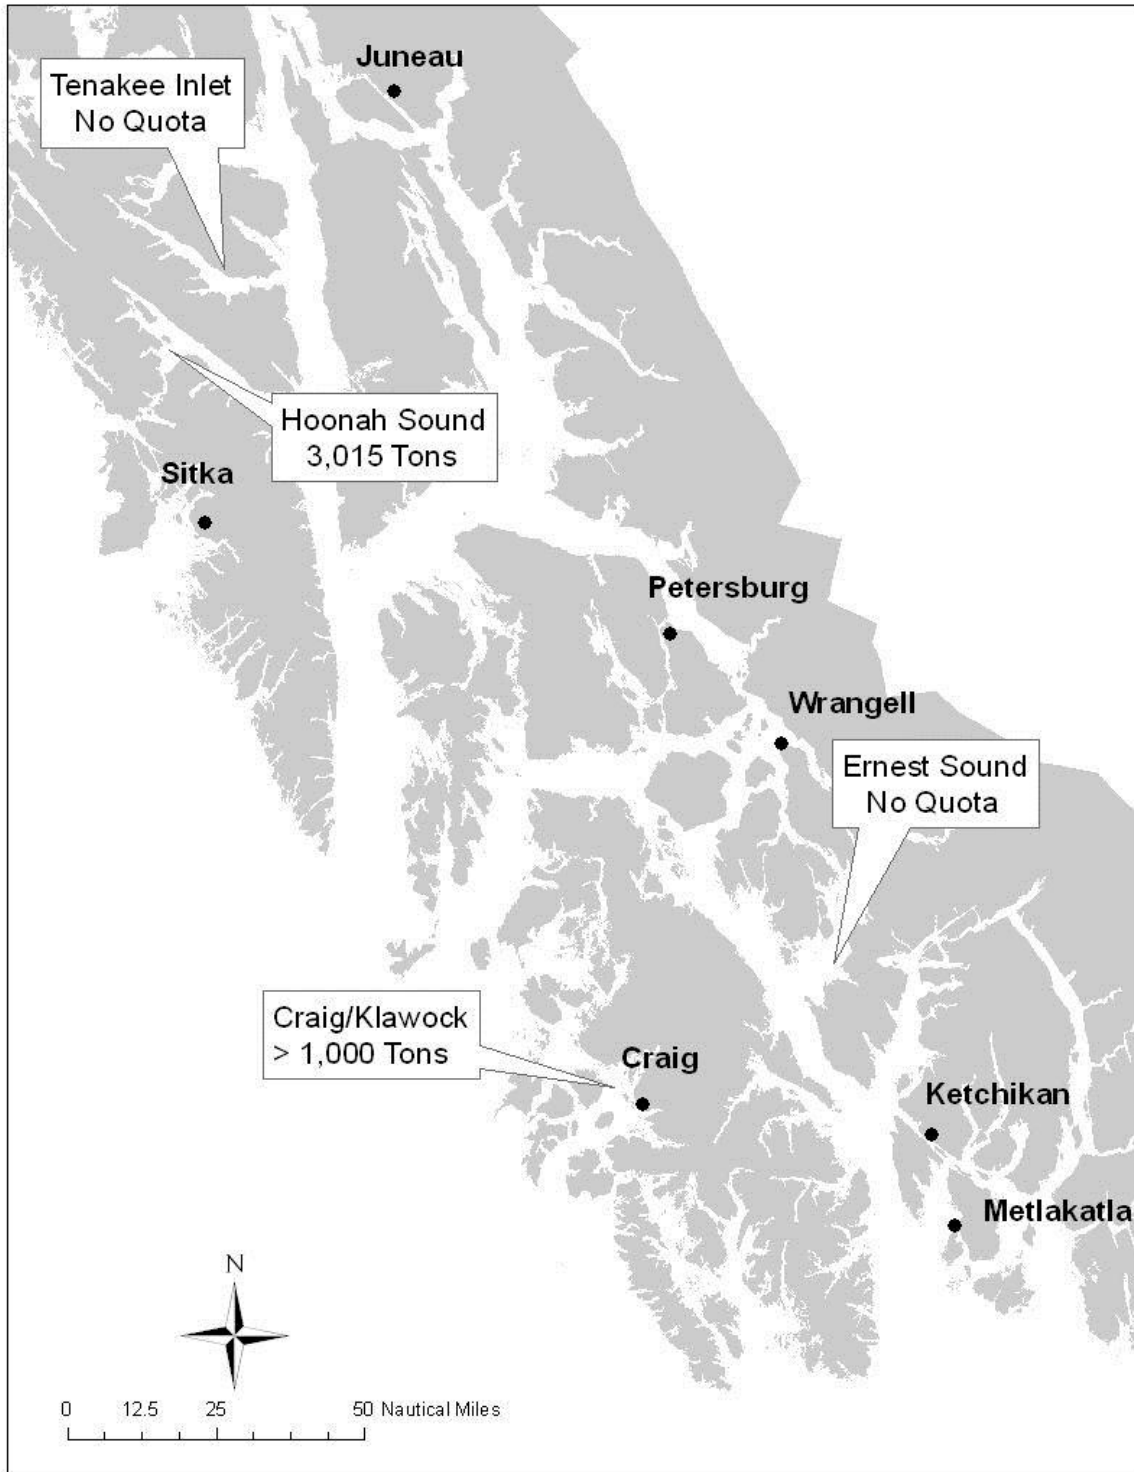 Juneau
Tenakee Inlet
No Quota
Hoonah Sound
3,015 Tons
Sitka
Petersburg
Wrangell
Ernest Sound
No Quota
Craig/Klawock
> 1,000 Tons
Craig
Ketchikan
Metlakatla
N
0 12.5 25 50 Nautical Miles